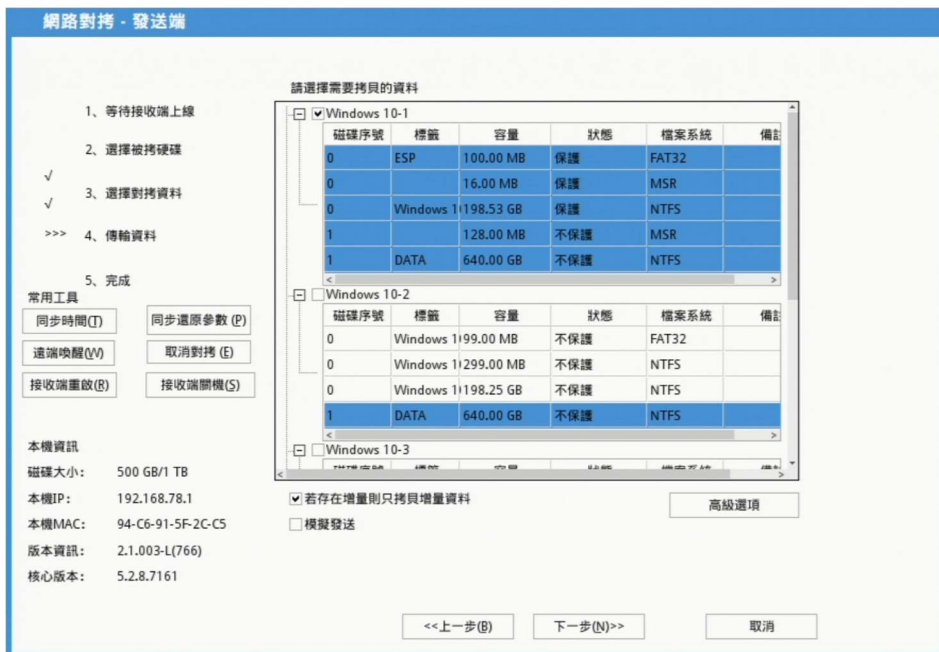 網路對拷 - 發送端
請選擇需要拷貝的資料
1、等待接收端上線
2、選擇被拷硬碟
√
3、選擇對拷資料
√
>>> 4、傳輸資料
5、完成
常用工具
同步時間(T) 同步還原參數 (P)
遠端喚醒(W) 取消對拷 (E)
接收端重啟(R) 接收端關機(S)
本機資訊
磁碟大小: 500 GB/1 TB
本機IP: 192.168.78.1
本機MAC: 94-C6-91-5F-2C-C5
版本資訊: 2.1.003-L(766)
核心版本: 5.2.8.7161
Windows 10-1
磁碟序號 標籤 容量 狀態 檔案系統
0 ESP 100.00 MB 保護 FAT32
0 16.00 MB 保護 MSR
0 Windows 1 198.53 GB 保護 NTFS
1 128.00 MB 不保護 MSR
1 DATA 640.00 GB 不保護 NTFS
Windows 10-2
磁碟序號 標籤 容量 狀態 檔案系統
0 Windows 1 99.00 MB 不保護 FAT32
0 Windows 1 299.00 MB 不保護 NTFS
0 Windows 1 198.25 GB 不保護 NTFS
1 DATA 640.00 GB 不保護 NTFS
Windows 10-3
若存在增量則只拷貝增量資料
模擬發送
高級選項
<<上一步(B) 下一步(N)>> 取消